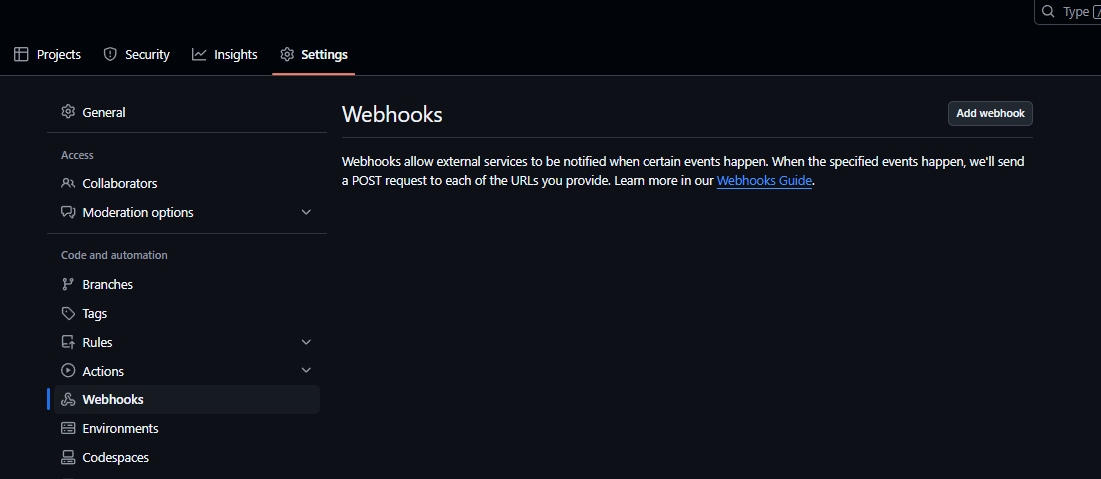 Type /
Projects
Security
Insights
Settings
General
Access
Collaborators
Moderation options
Code and automation
Branches
Tags
Rules
Actions
Webhooks
Environments
Codespaces
Webhooks
Add webhook
Webhooks allow external services to be notified when certain events happen. When the specified events happen, we'll send
a POST request to each of the URLs you provide. Learn more in our Webhooks Guide.